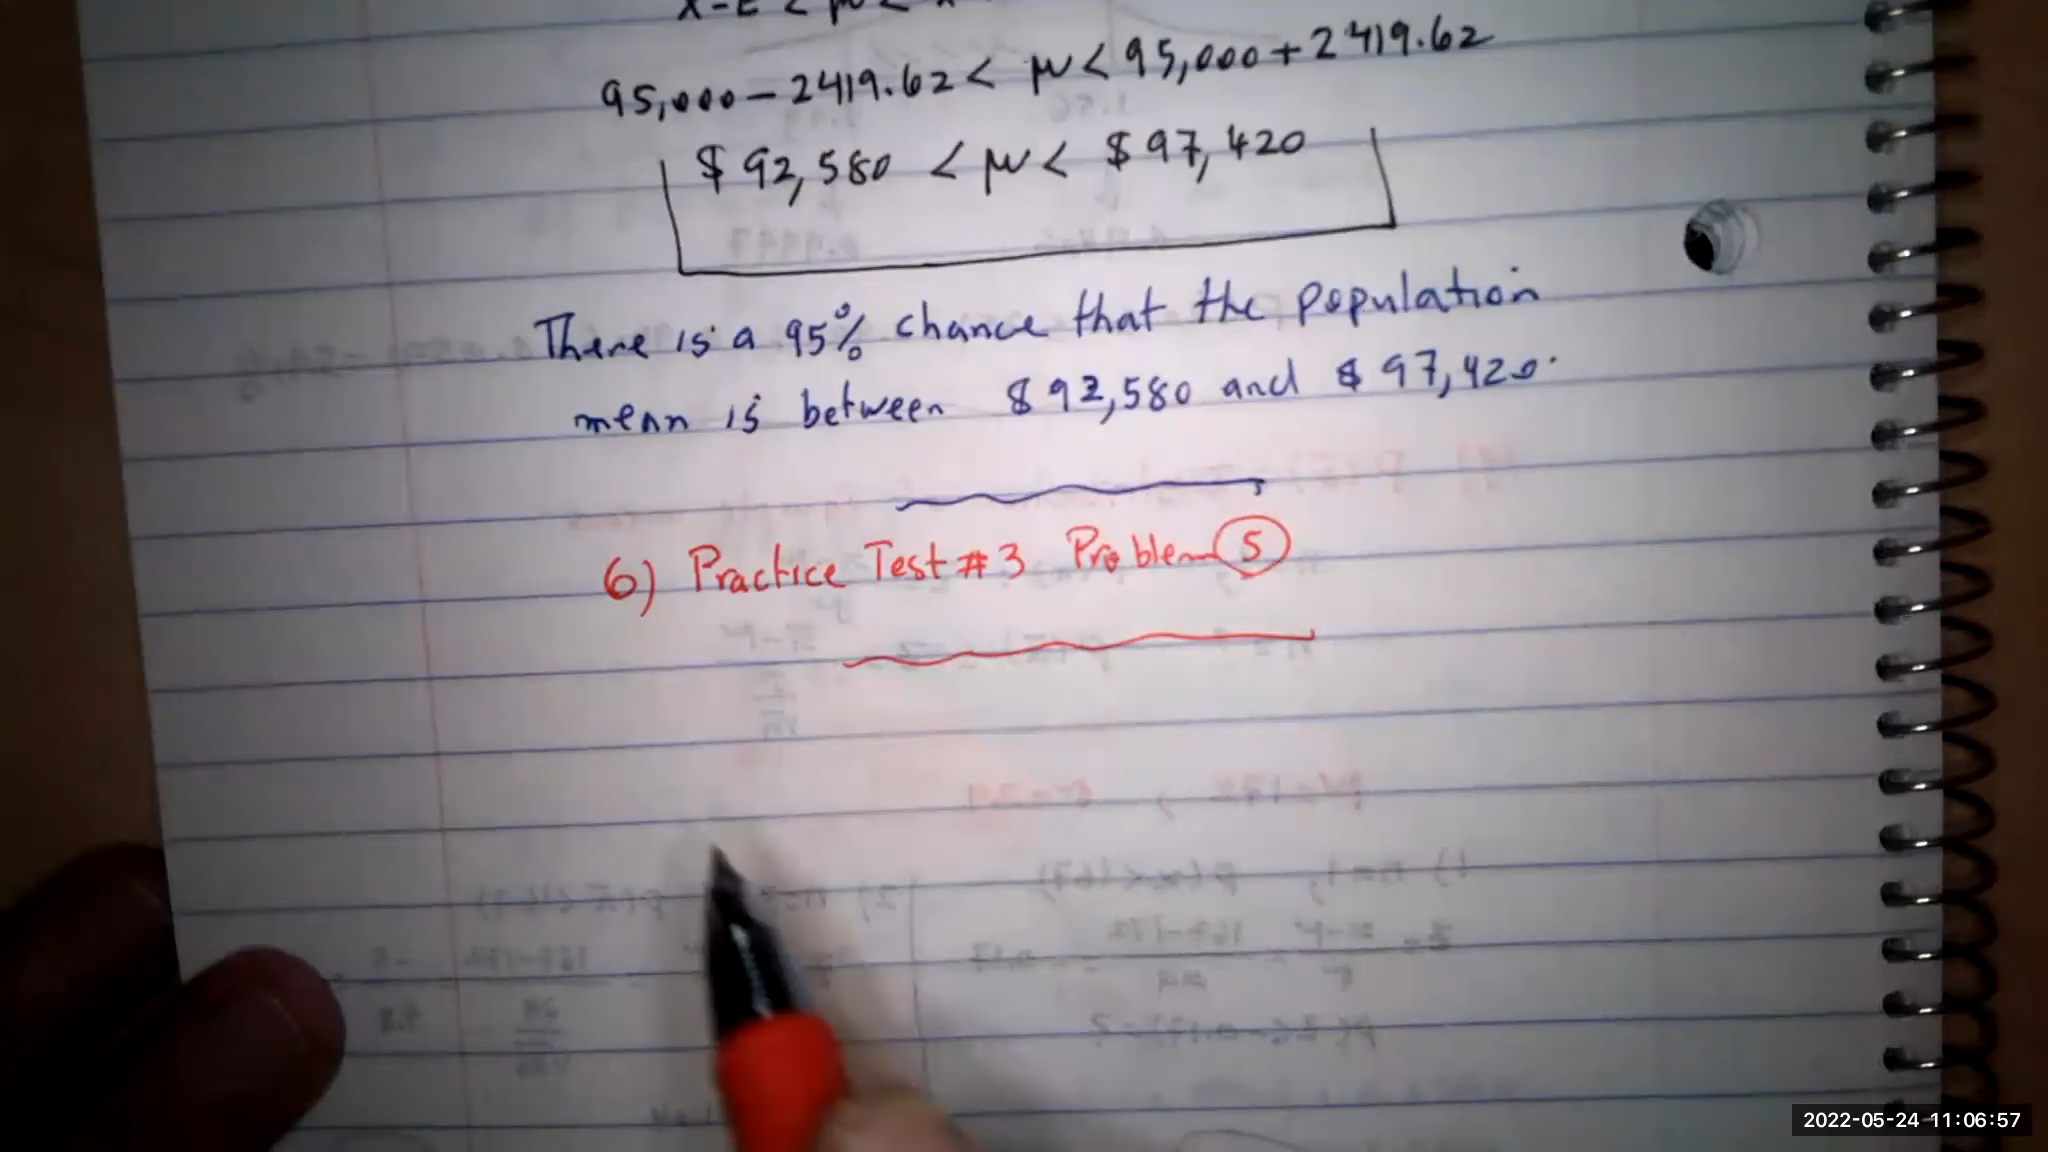 95,000 - 2419.62 < μ < 95,000 + 2419.62
$ 92,580 < μ < $ 97,420
There is a 95% chance that the population
mean is between $ 92,580 and $ 97,420.
6) Practice Test # 3 Problem 5
2022-05-24 11:06:57